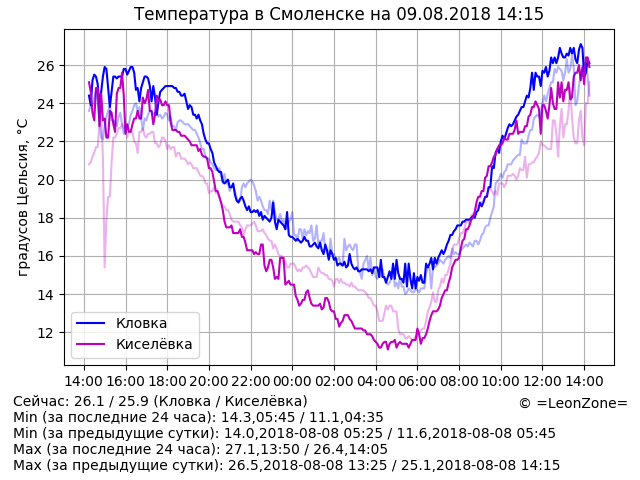 Температура в Смоленске на 09.08.2018 14:15
градусов Цельсия, °C
26
24
22
20
18
16
14
12
Кловка
Киселёвка
14:00 16:00 18:00 20:00 22:00 00:00 02:00 04:00 06:00 08:00 10:00 12:00 14:00
Сейчас: 26.1 / 25.9 (Кловка / Киселёвка)
© =LeonZone=
Min (за последние 24 часа): 14.3,05:45 / 11.1,04:35
Min (за предыдущие сутки): 14.0,2018-08-08 05:25 / 11.6,2018-08-08 05:45
Max (за последние 24 часа): 27.1,13:50 / 26.4,14:05
Max (за предыдущие сутки): 26.5,2018-08-08 13:25 / 25.1,2018-08-08 14:15